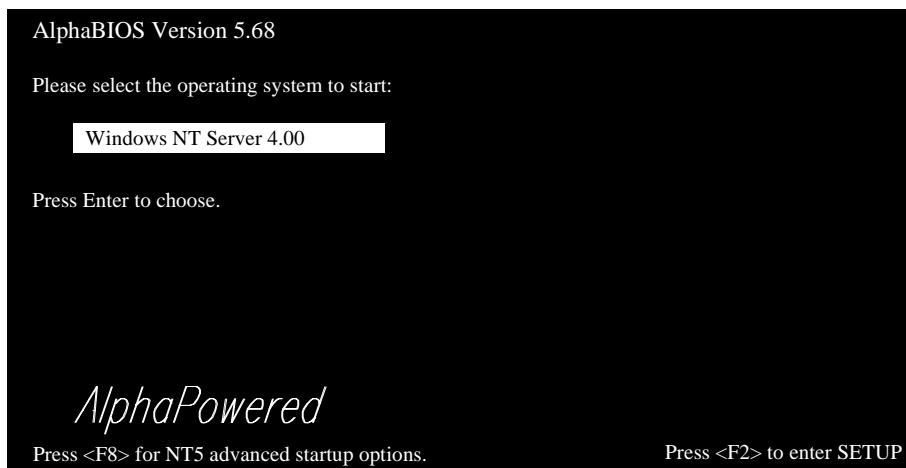 AlphaBIOS Version 5.68
Please select the operating system to start:
Windows NT Server 4.00
Press Enter to choose.
AlphaPowered
Press <F8> for NT5 advanced startup options.
Press <F2> to enter SETUP